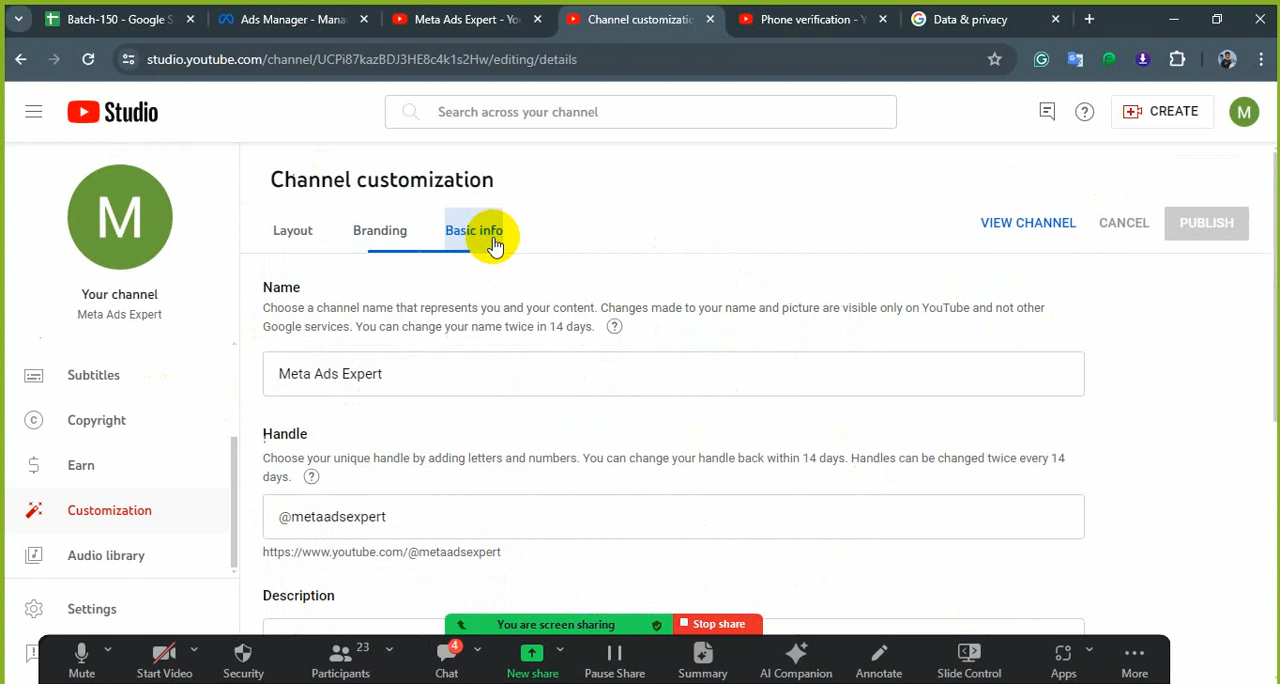 Batch-150 - Google S
Ads Manager - Mana
Meta Ads Expert - Yo
Channel customizatio
Phone verification -
Data & privacy
studio.youtube.com/channel/UCPi87kazBDJ3HE8c4k1s2Hw/editing/details
Studio
Search across your channel
CREATE
M
M
Your channel
Meta Ads Expert
Subtitles
Copyright
Earn
Customization
Audio library
Settings
Channel customization
Layout
Branding
Basic info
VIEW CHANNEL
CANCEL
PUBLISH
Name
Choose a channel name that represents you and your content. Changes made to your name and picture are visible only on YouTube and not other
Google services. You can change your name twice in 14 days.
Meta Ads Expert
Handle
Choose your unique handle by adding letters and numbers. You can change your handle back within 14 days. Handles can be changed twice every 14
days.
@metaadsexpert
https://www.youtube.com/@metaadsexpert
Description
You are screen sharing
Stop share
Mute
Start Video
Security
Participants
23
Chat
4
New share
Pause Share
Summary
AI Companion
Annotate
Slide Control
Apps
More